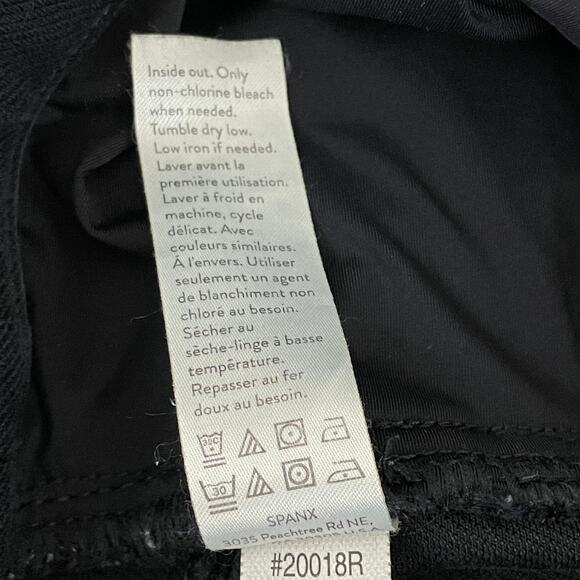 Inside out. Only
non-chlorine bleach
when needed.
Tumble dry low.
Low iron if needed.
Laver avant la
première utilisation.
Laver à froid en
machine, cycle
délicat. Avec
couleurs similaires.
Á l'envers. Utiliser
seulement un agent
de blanchiment non
chloré au besoin.
Sécher au
sèche-linge à basse
température.
Repasser au fer
doux au besoin.
30C
30
SPANX
3035 Peachtree Rd NE,
#20018R